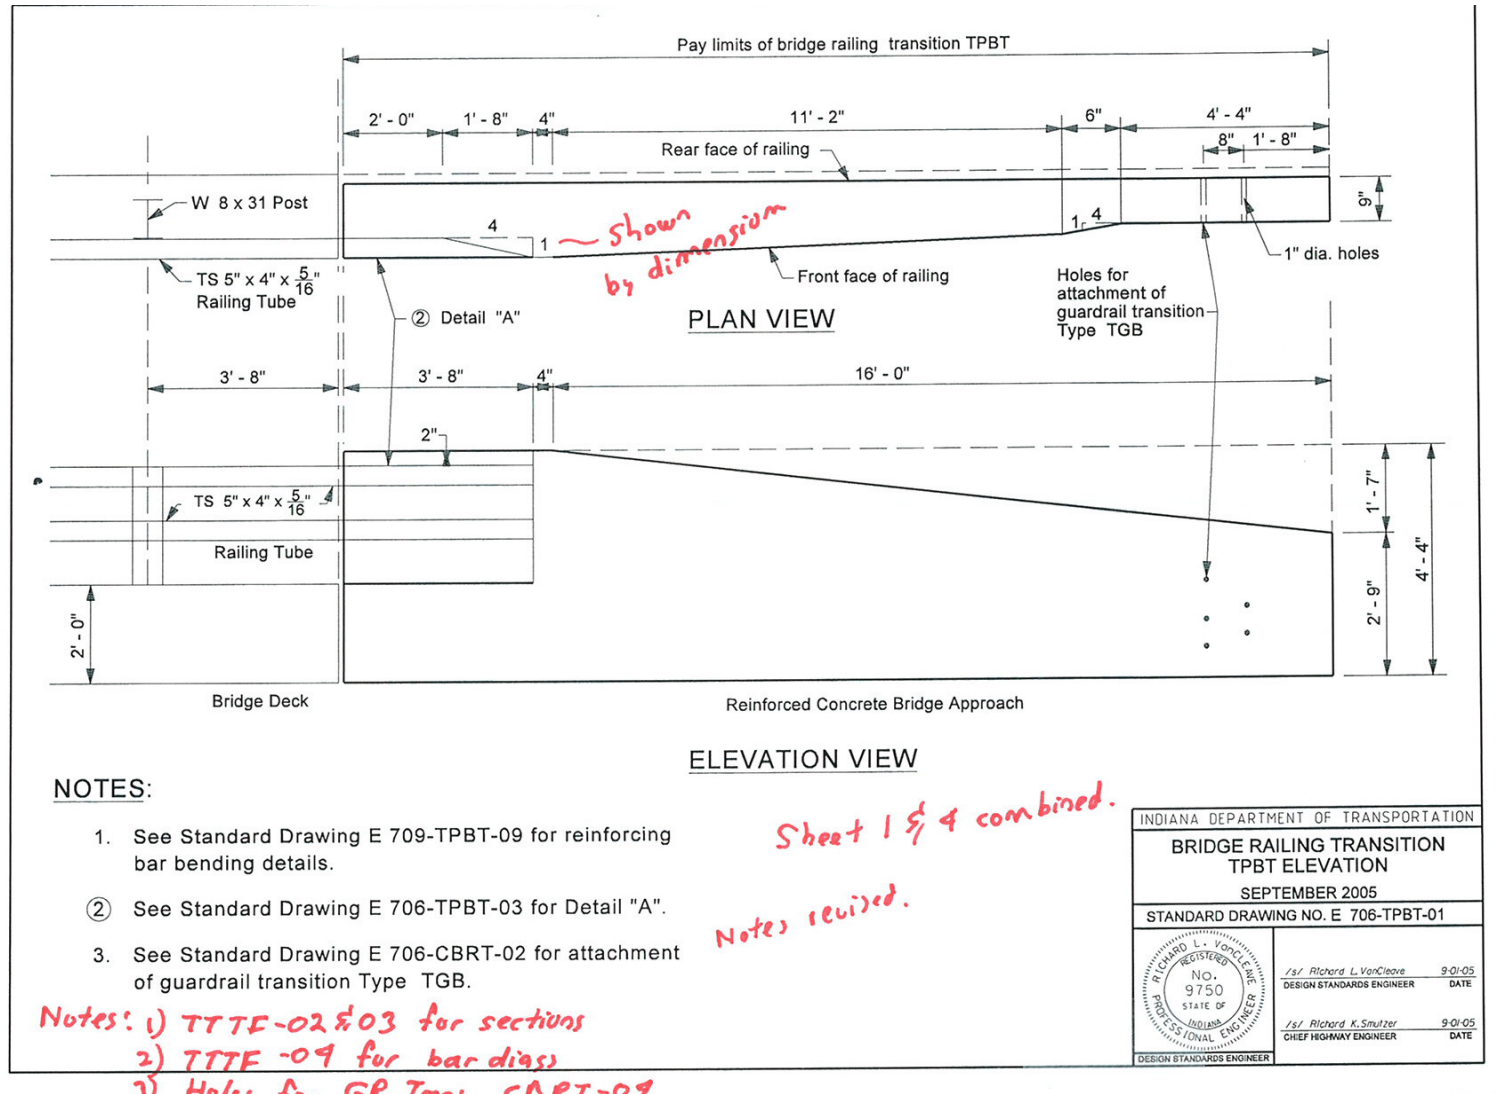 Pay limits of bridge railing transition TPBT
2' - 0" 1' - 8" 4" 11' - 2" 6" 4' - 4"
8" 1' - 8"
Rear face of railing
W 8 x 31 Post
9"
4
1
1 4
~ Shown
by dimension
1" dia. holes
TS 5" x 4" x 5/16"
Railing Tube
Front face of railing
Holes for
attachment of
guardrail transition
Type TGB
② Detail "A"
PLAN VIEW
3' - 8" 3' - 8" 4" 16' - 0"
2"
TS 5" x 4" x 5/16"
Railing Tube
1' - 7"
4' - 4"
2' - 9"
2' - 0"
Bridge Deck
Reinforced Concrete Bridge Approach
ELEVATION VIEW
NOTES:
1. See Standard Drawing E 709-TPBT-09 for reinforcing
bar bending details.
② See Standard Drawing E 706-TPBT-03 for Detail "A".
3. See Standard Drawing E 706-CBRT-02 for attachment
of guardrail transition Type TGB.
Sheet 1 & 4 combined.
Notes revised.
Notes: 1) TTTF-02 & 03 for sections
2) TTTF -04 for bar diags
3) Holes for GR Trans CBRT-04
INDIANA DEPARTMENT OF TRANSPORTATION
BRIDGE RAILING TRANSITION
TPBT ELEVATION
SEPTEMBER 2005
STANDARD DRAWING NO. E 706-TPBT-01
RICHARD L. VanCLEAVE
REGISTERED
No.
9750
STATE OF
INDIANA
PROFESSIONAL ENGINEER
DESIGN STANDARDS ENGINEER
/s/ Richard L. VanCleave 9-01-05
DESIGN STANDARDS ENGINEER DATE
/s/ Richard K. Smutzer 9-01-05
CHIEF HIGHWAY ENGINEER DATE